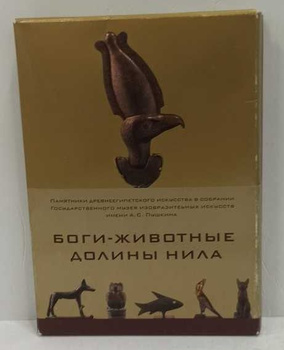 Памятники древнеегипетского искусства в собрании
Государственного музея изобразительных искусств
имени А.С. Пушкина
БОГИ-ЖИВОТНЫЕ
ДОЛИНЫ НИЛА